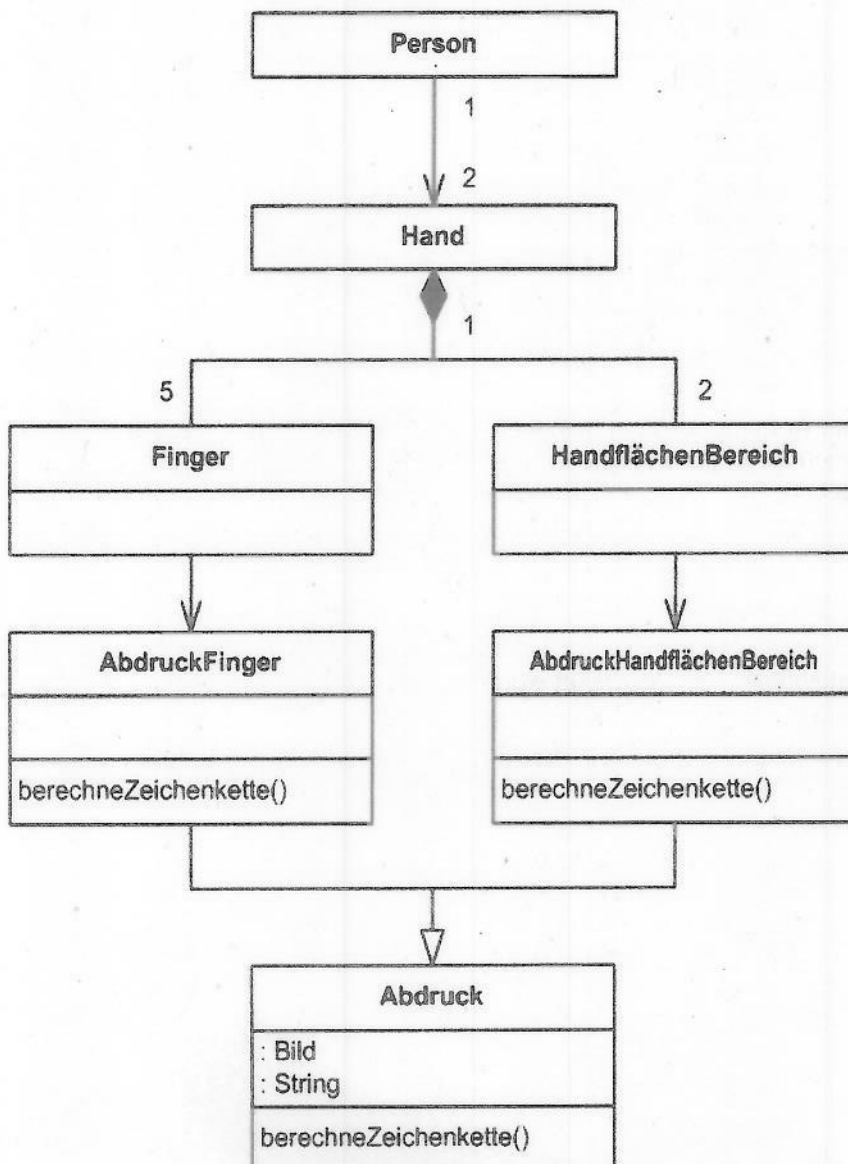 Person
1
2
Hand
1
5
2
Finger
HandflächenBereich
AbdruckFinger
AbdruckHandflächenBereich
berechneZeichenkette()
berechneZeichenkette()
Abdruck
: Bild
: String
berechneZeichenkette()